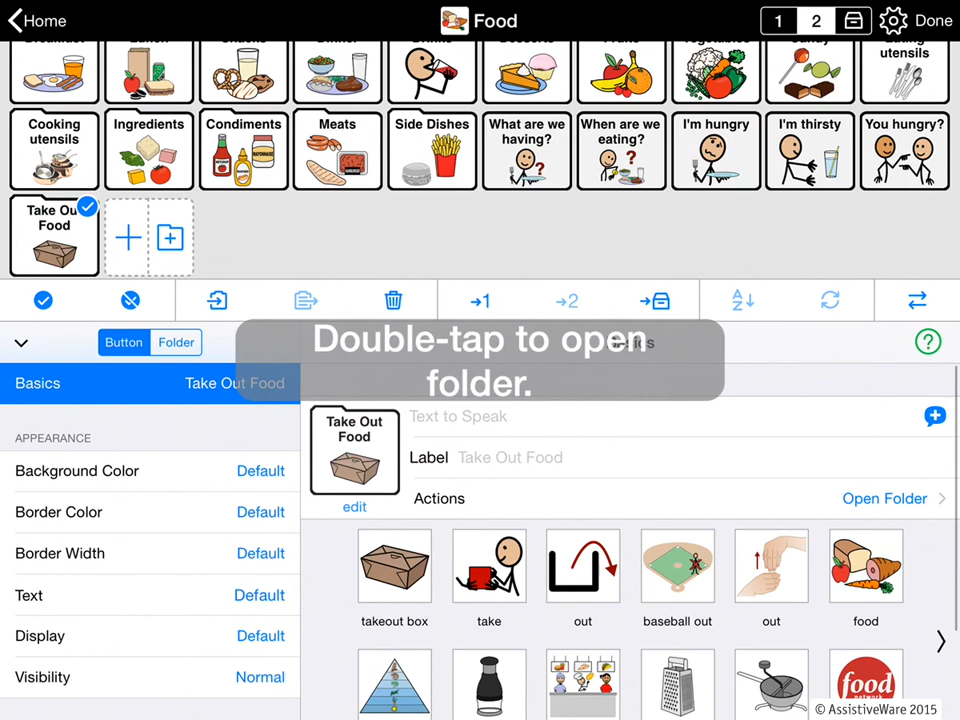 Home
Food
1
2
Done
utensils
Cooking
utensils
Ingredients
Condiments
Meats
Side Dishes
What are we
having?
When are we
eating?
I'm hungry
I'm thirsty
You hungry?
Take Out
Food
→1
→2
Button
Folder
Double-tap to open
folder.
Basics
Take Out Food
Take Out
Food
edit
Text to Speak
Label
Take Out Food
Actions
Open Folder
APPEARANCE
Background Color
Default
Border Color
Default
Border Width
Default
Text
Default
Display
Default
Visibility
Normal
takeout box
take
out
baseball out
out
food
food
network
© AssistiveWare 2015